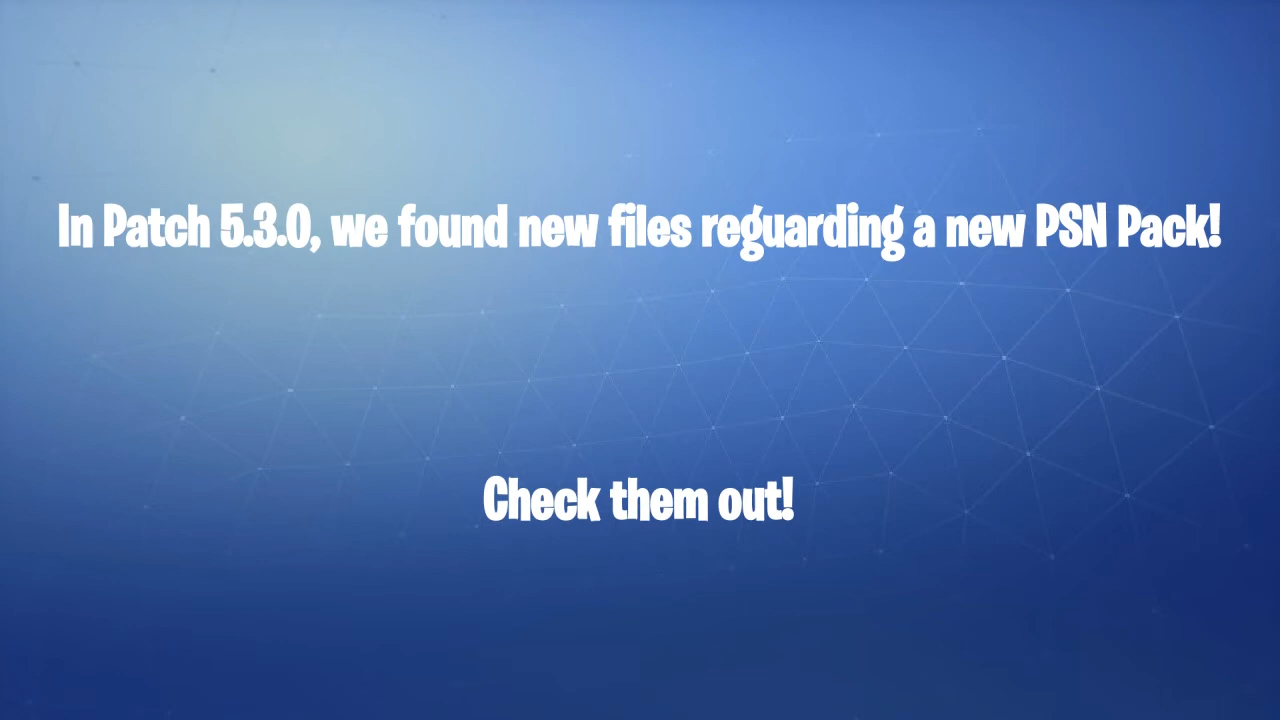 In Patch 5.3.0, we found new files reguarding a new PSN Pack!
Check them out!